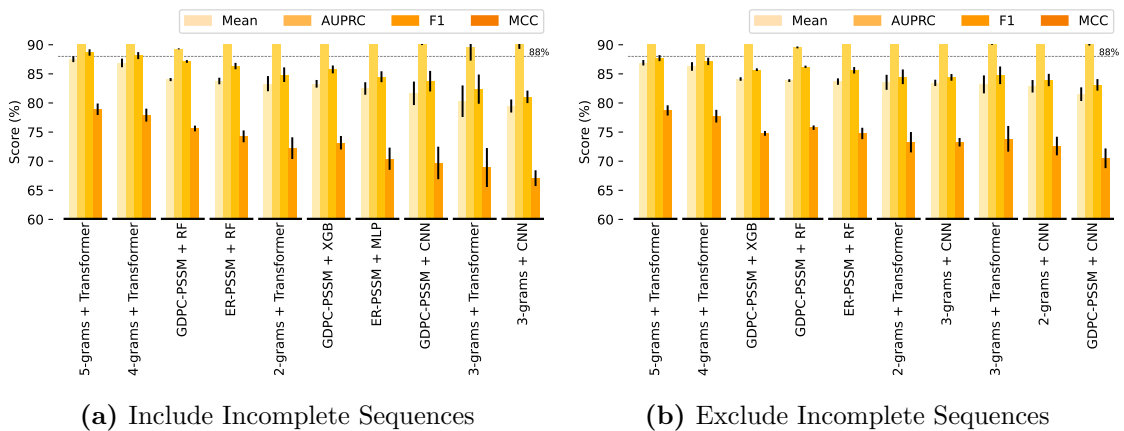 Mean AUPRC F1 MCC
90
85
80
75
70
65
60
Score (%)
88%
5-grams + Transformer
4-grams + Transformer
GDPC-PSSM + RF
ER-PSSM + RF
2-grams + Transformer
GDPC-PSSM + XGB
ER-PSSM + MLP
GDPC-PSSM + CNN
3-grams + Transformer
3-grams + CNN
(a) Include Incomplete Sequences
Mean AUPRC F1 MCC
90
85
80
75
70
65
60
Score (%)
88%
5-grams + Transformer
4-grams + Transformer
GDPC-PSSM + XGB
GDPC-PSSM + RF
ER-PSSM + RF
2-grams + Transformer
3-grams + CNN
3-grams + Transformer
2-grams + CNN
GDPC-PSSM + CNN
(b) Exclude Incomplete Sequences